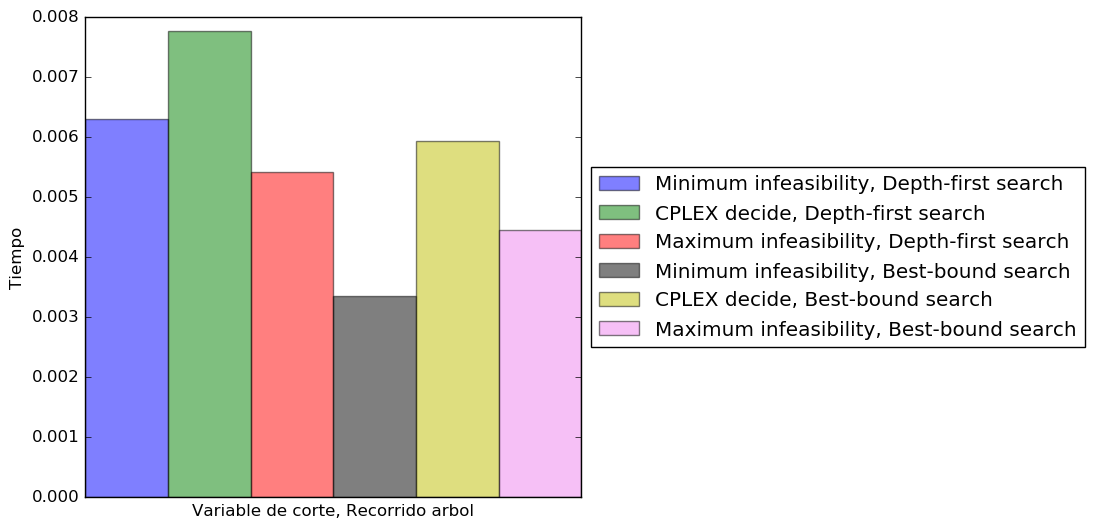 0.008
0.007
0.006
0.005
0.004
0.003
0.002
0.001
0.000
Tiempo
Variable de corte, Recorrido arbol
Minimum infeasibility, Depth-first search
CPLEX decide, Depth-first search
Maximum infeasibility, Depth-first search
Minimum infeasibility, Best-bound search
CPLEX decide, Best-bound search
Maximum infeasibility, Best-bound search